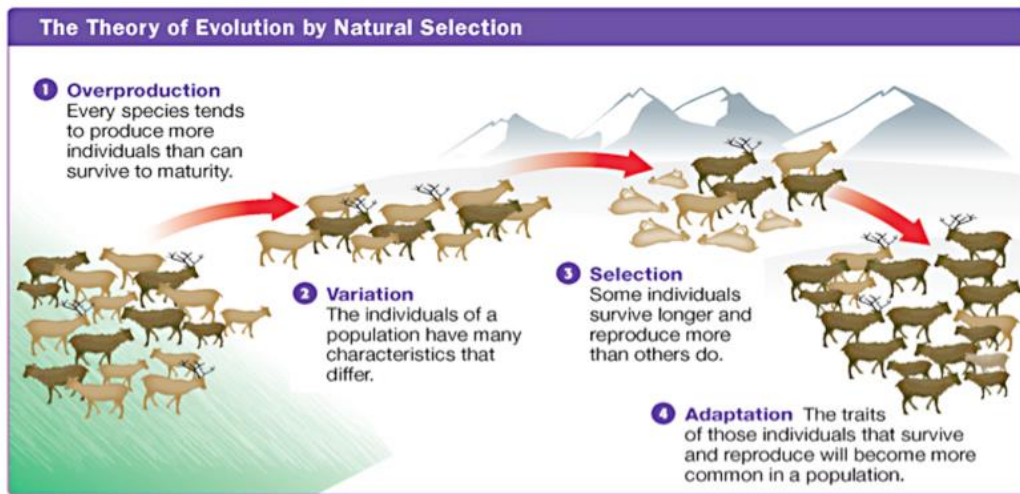 The Theory of Evolution by Natural Selection
1 Overproduction
Every species tends
to produce more
individuals than can
survive to maturity.
2 Variation
The individuals of a
population have many
characteristics that
differ.
3 Selection
Some individuals
survive longer and
reproduce more
than others do.
4 Adaptation The traits
of those individuals that survive
and reproduce will become more
common in a population.